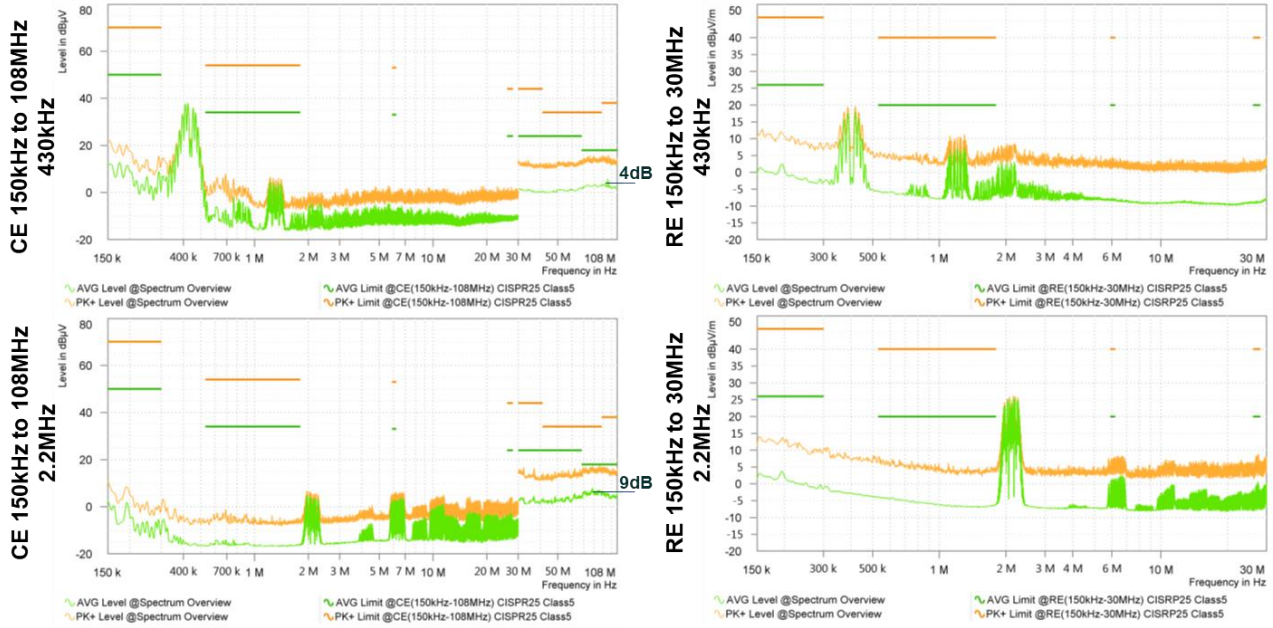 CE 150kHz to 108MHz
430kHz
Level in dBµV
80
60
40
20
0
-20
4dB
150 k 400 k 700 k 1 M 2 M 3 M 5 M 10 M 20 M 30 M 50 M 108 M
Frequency in Hz
AVG Level @Spectrum Overview AVG Limit @CE(150kHz-108MHz) CISPR25 Class5
PK+ Level @Spectrum Overview PK+ Limit @CE(150kHz-108MHz) CISPR25 Class5
RE 150kHz to 30MHz
430kHz
Level in dBµV/m
50
40
35
30
25
20
15
10
5
0
-5
-10
-15
-20
150 k 300 k 500 k 1 M 2 M 3 M 4 M 6 M 10 M 30 M
Frequency in Hz
AVG Level @Spectrum Overview AVG Limit @RE(150kHz-30MHz) CISRP25 Class5
PK+ Level @Spectrum Overview PK+ Limit @RE(150kHz-30MHz) CISRP25 Class5
CE 150kHz to 108MHz
2.2MHz
Level in dBµV
80
60
40
20
0
-20
9dB
150 k 400 k 700 k 1 M 2 M 3 M 5 M 10 M 20 M 30 M 50 M 108 M
Frequency in Hz
AVG Level @Spectrum Overview AVG Limit @CE(150kHz-108MHz) CISPR25 Class5
PK+ Level @Spectrum Overview PK+ Limit @CE(150kHz-108MHz) CISPR25 Class5
RE 150kHz to 30MHz
2.2MHz
Level in dBµV/m
50
40
35
30
25
20
15
10
5
0
-5
-10
-15
-20
150 k 300 k 500 k 1 M 2 M 3 M 4 M 6 M 10 M 30 M
Frequency in Hz
AVG Level @Spectrum Overview AVG Limit @RE(150kHz-30MHz) CISRP25 Class5
PK+ Level @Spectrum Overview PK+ Limit @RE(150kHz-30MHz) CISRP25 Class5